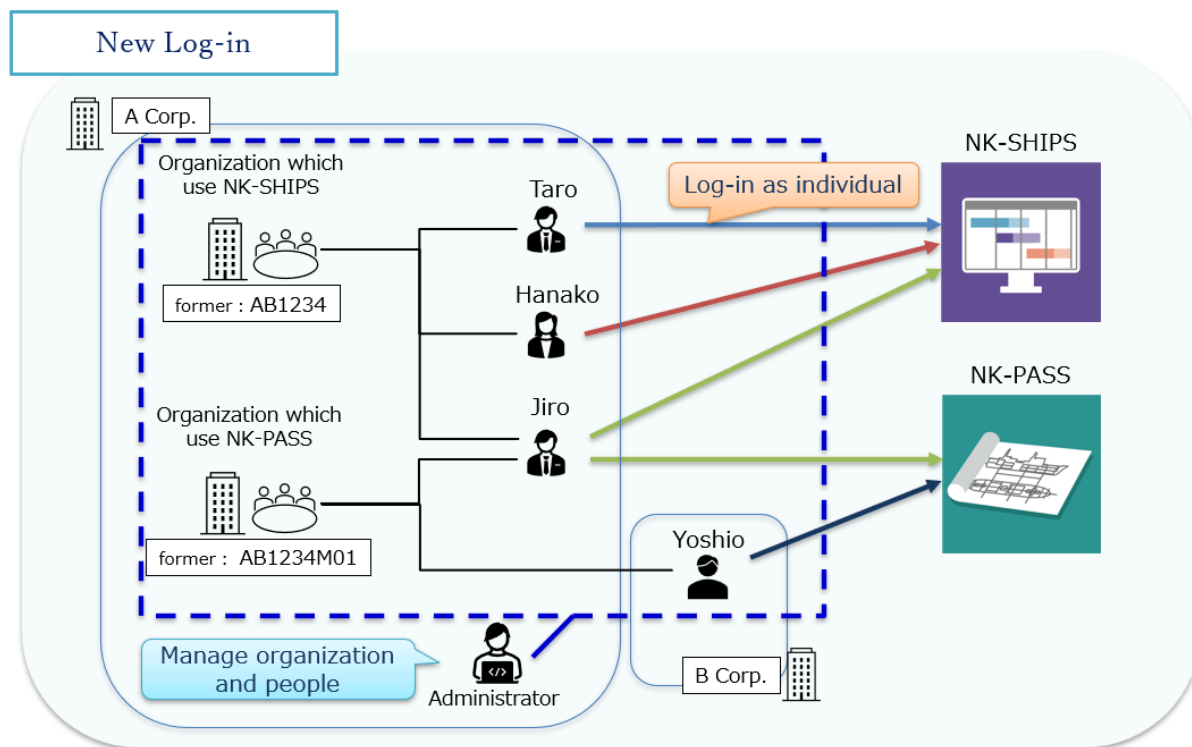 New Log-in
A Corp.
Organization which
use NK-SHIPS
former : AB1234
Taro
Log-in as individual
NK-SHIPS
Hanako
Organization which
use NK-PASS
former : AB1234M01
Jiro
NK-PASS
Yoshio
Manage organization
and people
Administrator
</>
B Corp.